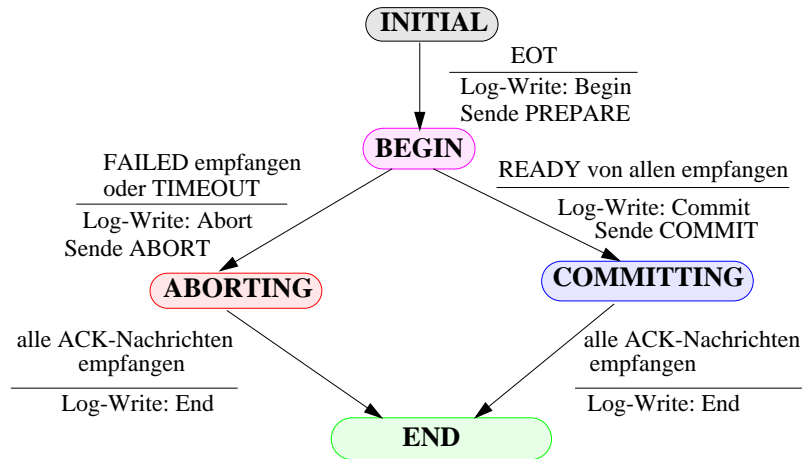 INITIAL
EOT
Log-Write: Begin
Sende PREPARE
BEGIN
FAILED empfangen
oder TIMEOUT
Log-Write: Abort
Sende ABORT
READY von allen empfangen
Log-Write: Commit
Sende COMMIT
ABORTING
COMMITTING
alle ACK-Nachrichten
empfangen
Log-Write: End
alle ACK-Nachrichten
empfangen
Log-Write: End
END